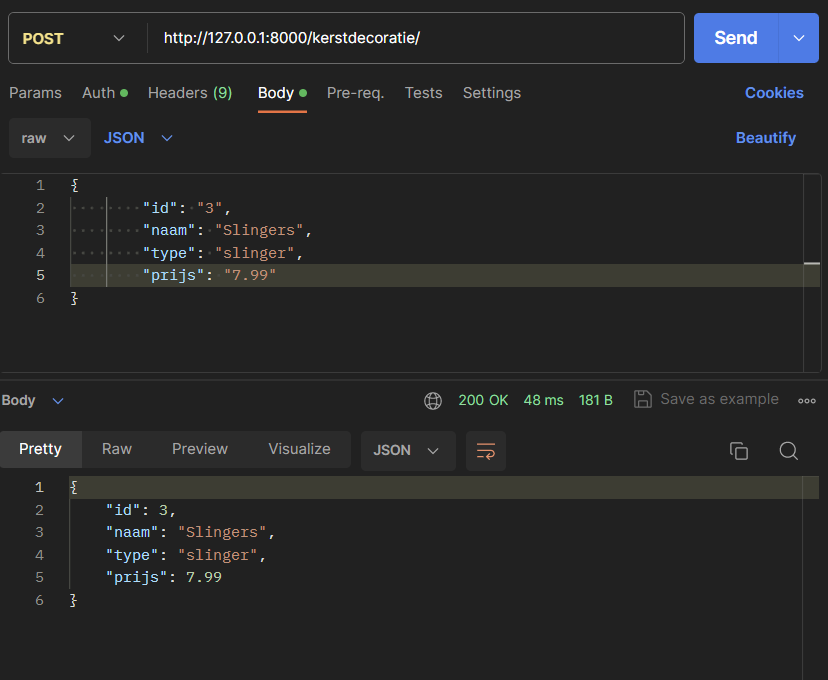 POST http://127.0.0.1:8000/kerstdecoratie/ Send
Params Auth Headers (9) Body Pre-req. Tests Settings Cookies
raw JSON Beautify
1 {
2 "id": "3",
3 "naam": "Slingers",
4 "type": "slinger",
5 "prijs": "7.99"
6 }
Body 200 OK 48 ms 181 B Save as example
Pretty Raw Preview Visualize JSON
1 {
2 "id": 3,
3 "naam": "Slingers",
4 "type": "slinger",
5 "prijs": 7.99
6 }